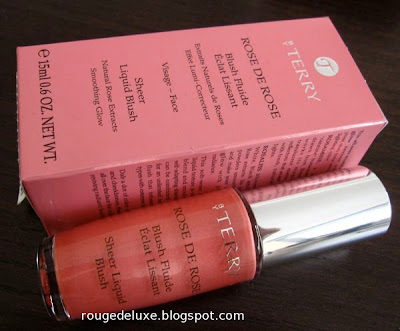 BY TERRY
ROSE DE ROSE
Blush Fluide
Éclat Lissant
Extraits Naturels de Roses
Effet Lumi-Correcteur
Visage - Face
Sheer
Liquid Blush
Natural Rose Extracts
Smoothing Glow
e 15ml 0.6 OZ. NET WT.
BY TERRY
ROSE DE ROSE
Blush Fluide
Éclat Lissant
Sheer Liquid
Blush
rougedeluxe.blogspot.com